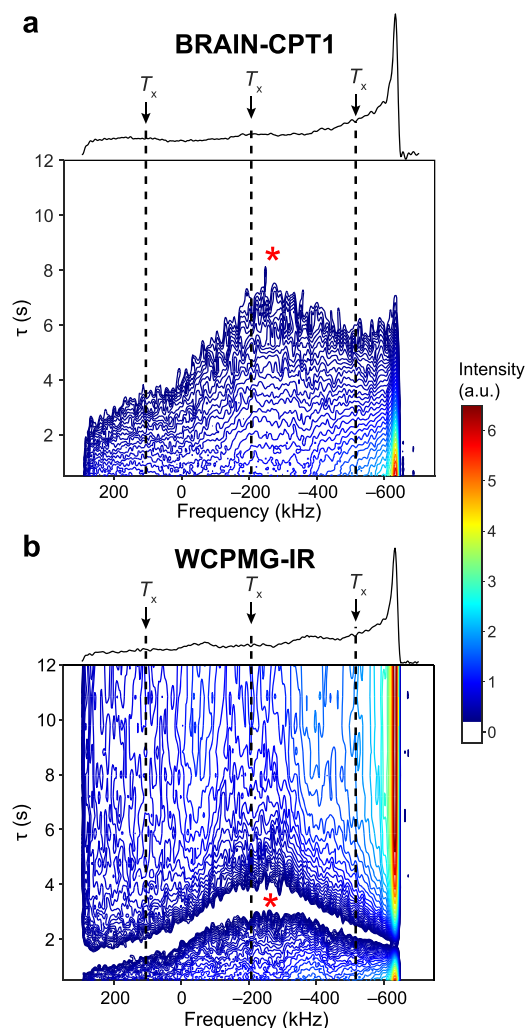 a
BRAIN-CPT1
Tx
Tx
Tx
12
10
8
6
4
2
τ (s)
*
200
0
−200
−400
−600
Frequency (kHz)
Intensity
(a.u.)
6
5
4
3
2
1
0
b
WCPMG-IR
Tx
Tx
Tx
12
10
8
6
4
2
τ (s)
*
200
0
−200
−400
−600
Frequency (kHz)